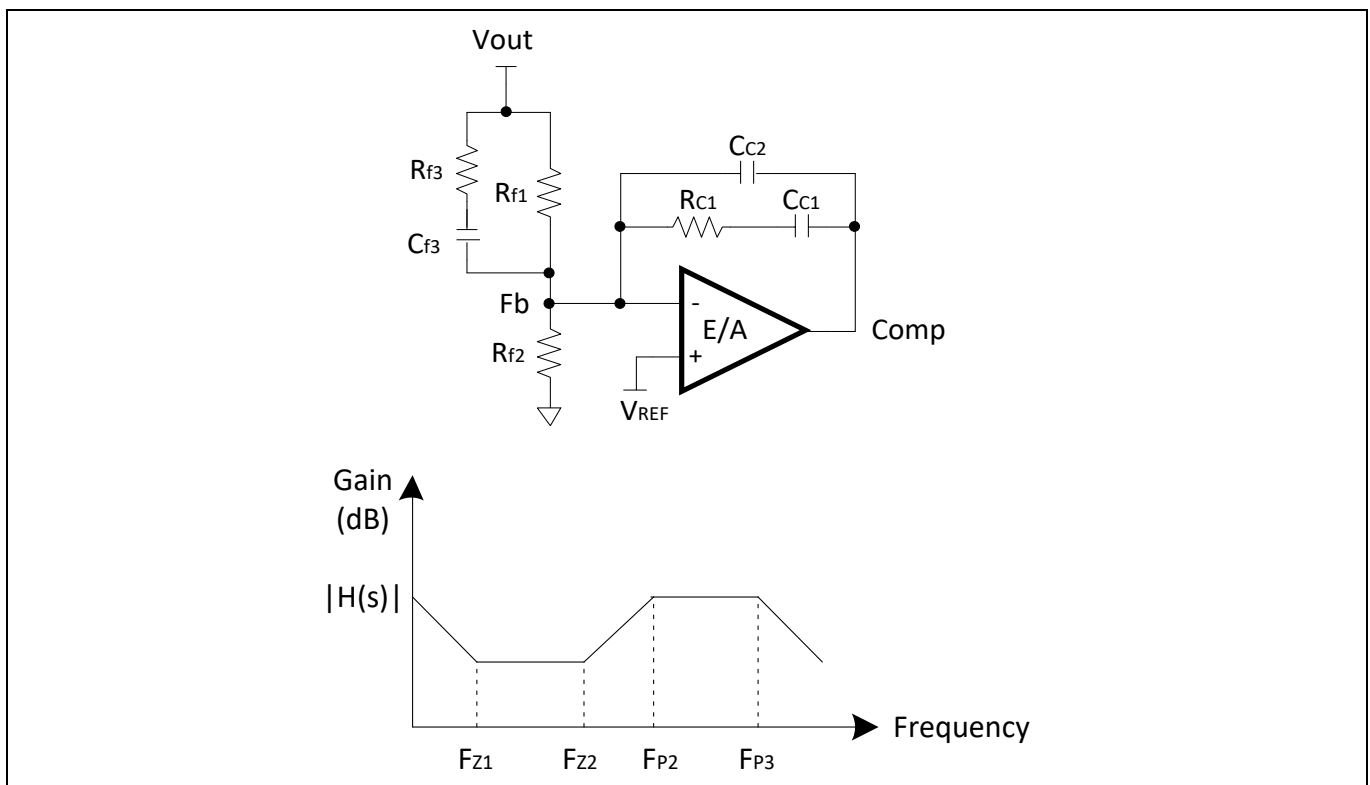 Vout
Rf3
Rf1
Cf3
Fb
Rf2
CC2
RC1
CC1
-
E/A
+
VREF
Comp
Gain
(dB)
|H(s)|
Frequency
FZ1
FZ2
FP2
FP3